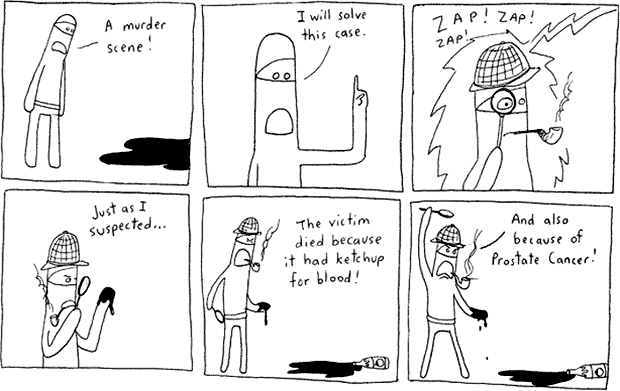 A murder
scene!
I will solve
this case.
ZAP! ZAP!
ZAP!
Just as I
suspected...
The victim
died because
it had ketchup
for blood!
And also
because of
Prostate Cancer!